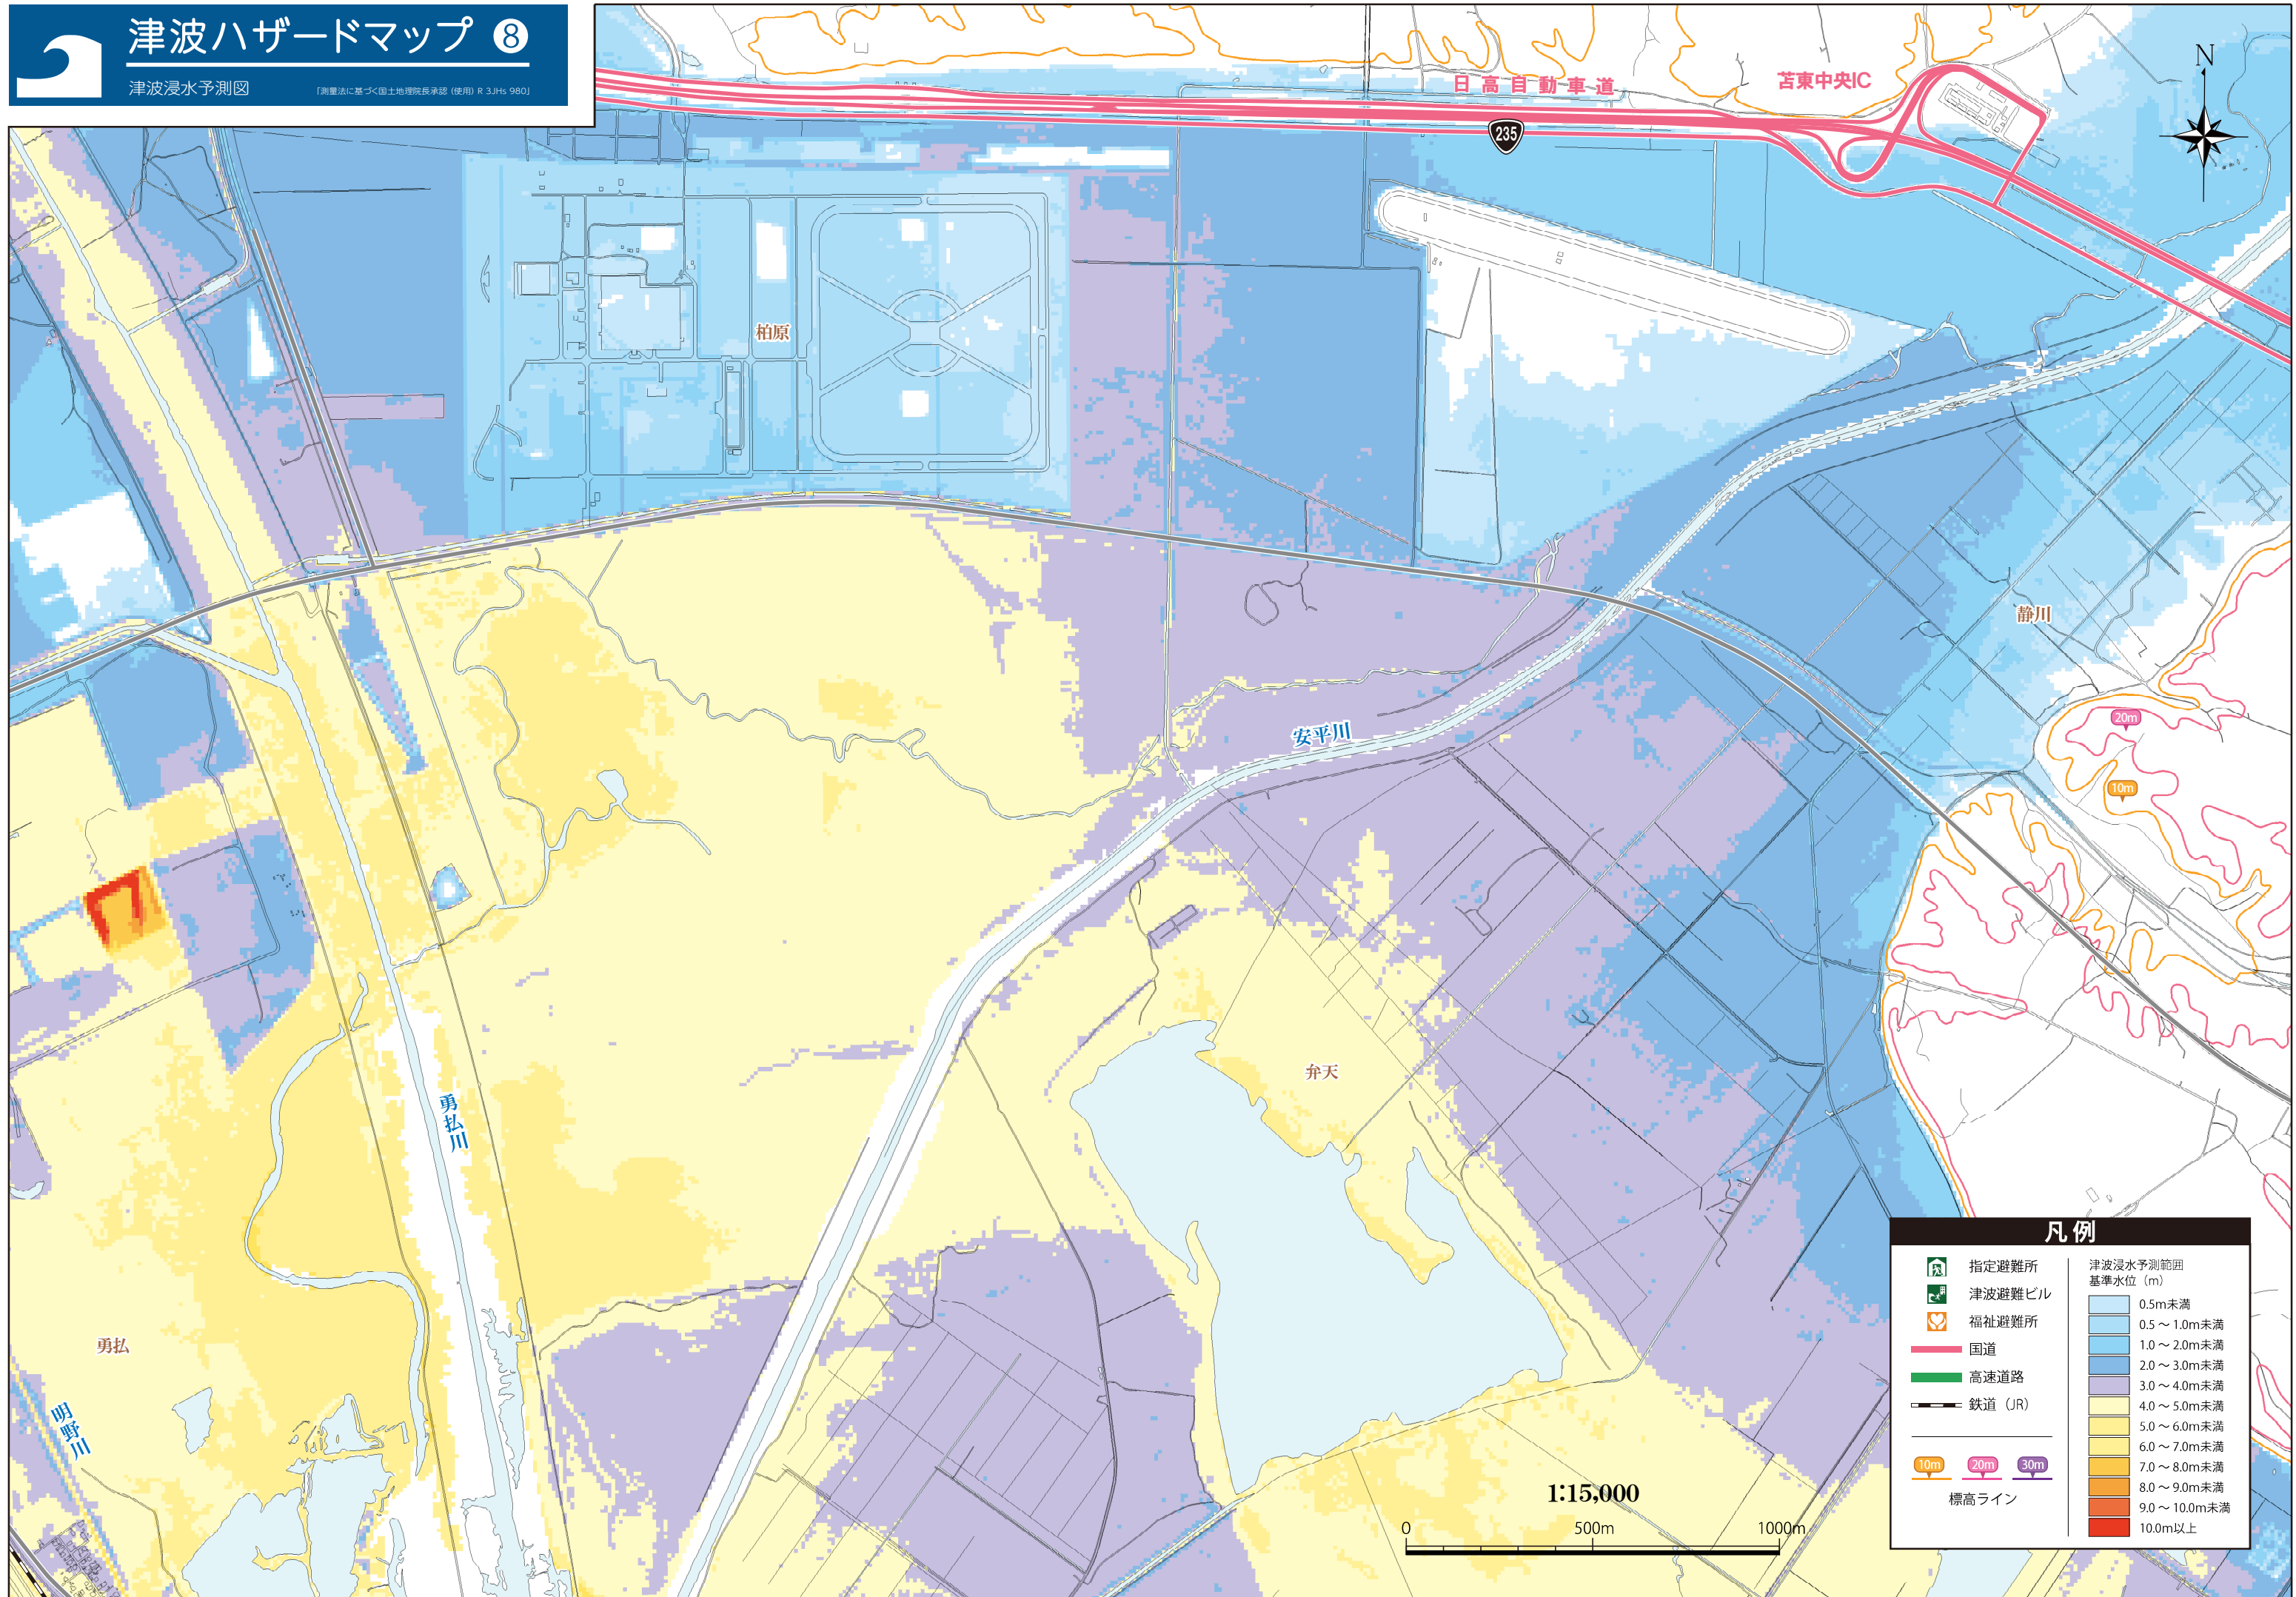 津波ハザードマップ 8
津波浸水予測図
「測量法に基づく国土地理院長承認（使用）R 3JHs 980」
日高自動車道
苫東中央IC
235
N
柏原
静川
20m
10m
安平川
弁天
勇払川
勇払
明野川
1:15,000
0 500m 1000m
凡例
指定避難所
津波避難ビル
福祉避難所
国道
高速道路
鉄道（JR）
10m 20m 30m
標高ライン
津波浸水予測範囲
基準水位（m）
0.5m未満
0.5～1.0m未満
1.0～2.0m未満
2.0～3.0m未満
3.0～4.0m未満
4.0～5.0m未満
5.0～6.0m未満
6.0～7.0m未満
7.0～8.0m未満
8.0～9.0m未満
9.0～10.0m未満
10.0m以上